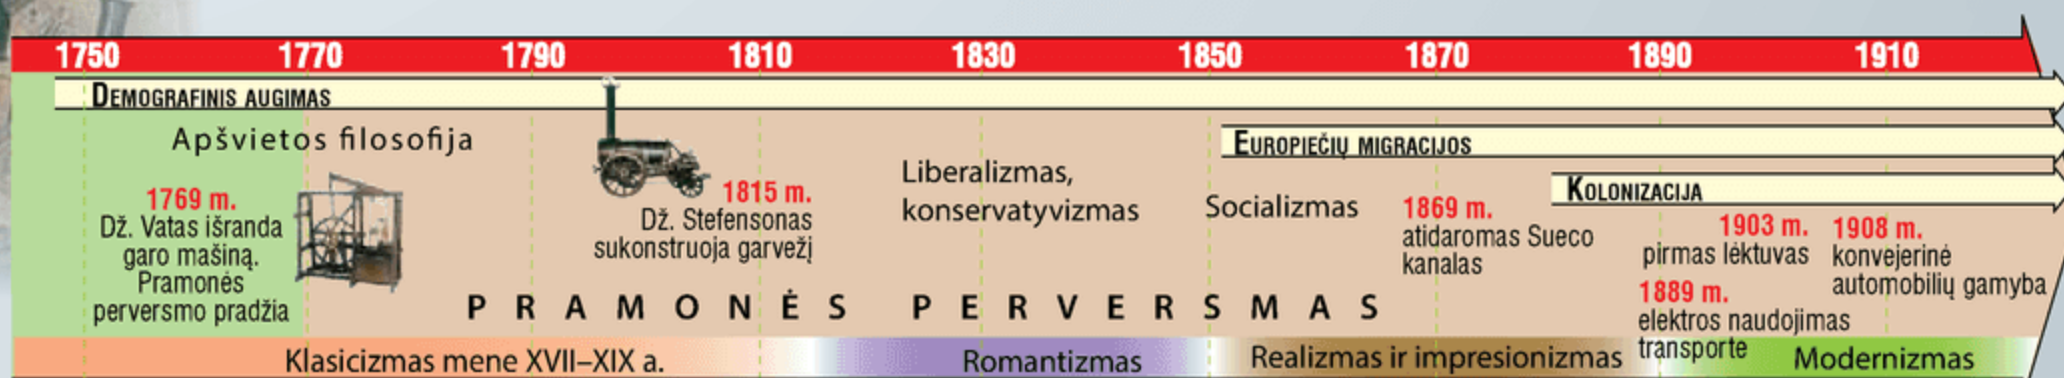 1750 1770 1790 1810 1830 1850 1870 1890 1910
DEMOGRAFINIS AUGIMAS
Apšvietos filosofija
EUROPIEČIŲ MIGRACIJOS
KOLONIZACIJA
1769 m.
Dž. Vatas išranda
garo mašiną.
Pramonės
perversmo pradžia
1815 m.
Dž. Stefensonas
sukonstruoja garvežį
Liberalizmas,
konservatyvizmas
Socializmas
1869 m.
atidaromas Sueco
kanalas
1903 m.
pirmas lėktuvas
1908 m.
konvejerinė
automobilių gamyba
1889 m.
elektros naudojimas
transporte
PRAMONĖS PERVERSMAS
Klasicizmas mene XVII–XIX a.
Romantizmas
Realizmas ir impresionizmas
Modernizmas